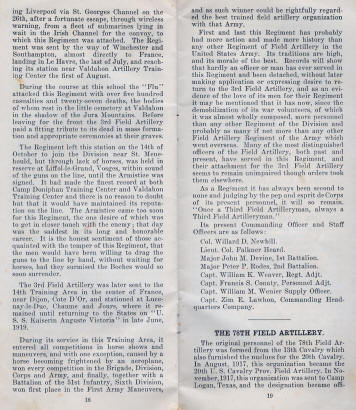 ing Liverpool via St. Georges Channel on the
26th, after a fortunate escape, through wireless
warning, from a fleet of submarines lying in
wait in the Irish Channel for the convoy, to
which this Regiment was attached. The Regi-
ment was sent by way of Winchester and
Southampton, almost directly to France,
landing in Le Havre, the last of July, and reach-
ing its station near Valdahon Artillery Train-
ing Center the first of August.
During the course at this school the "Flu"
attacked this Regiment with over five hundred
casualties and twenty-seven deaths, the bodies
of whom rest in the little cemetery at Valdahon
in the shadow of the Jura Mountains. Before
leaving for the front the 3rd Field Artillery
paid a fitting tribute to its dead in mass forma-
tion and appropriate ceremonies at their graves.
The Regiment left this station on the 14th of
October to join the Division near St. Mene-
hould, but through lack of horses, was held in
reserve at Liffol-le-Grand, Vosges, within sound
of the guns on the line, until the Armistice was
signed. It had made the finest record at both
Camp Doniphan Training Center and Valdahon
Training Center and there is no reason to doubt
but that it would have maintained its reputa-
tion on the line. The Armistice came too soon
for this Regiment, the one desire of which was
to get in closer touch with the enemy; that day
was the saddest in its long and honorable
career. It is the honest sentiment of those ac-
quainted with the temper of this Regiment, that
the men would have been willing to drag the
guns to the line by hand, without waiting for
horses, had they surmised the Boches would so
soon surrender.
The 3rd Field Artillery was later sent to the
14th Training Area in the center of France,
near Dijon, Cote D'Or, and stationed at Luze-
nay-le-Duc, Chaume and Jours, where it re-
mained until returning to the States on "U.
S. S. Kaiserin Auguste Victoria" in late June,
1919.
During its service in this Training Area, it
entered all competitions in horse shows and
maneuvers, and with one exception, caused by a
horse becoming frightened by an aeroplane,
won every competition in the Brigade, Division,
Corps and Army, and finally, together with a
Battalion of the 51st Infantry, Sixth Division,
won first place in the First Army Maneuvers,
18
and as such winner could be rightfully regard-
ed the best trained field artillery organization
with that Army.
First and last this Regiment has probably
had more action and made more history than
any other Regiment of Field Artillery in the
United States Army. Its traditions are high,
and its morale of the best. Records will show
that hardly an officer or man has ever served in
this Regiment and been detached, without later
making application or expressing desire to re-
turn to the 3rd Field Artillery, and as an evi-
dence of the love of its men for their Regiment
it may be mentioned that it has now, since the
demobilization of its war volunteers, of which
it was almost wholly composed, more personnel
than any other Regiment of the Division and
probably as many if not more than any other
Field Artillery Regiment of the Army which
went overseas. Many of the most distinguished
officers of the Field Artillery, both past and
present, have served in this Regiment, and
their attachment for the 3rd Field Artillery
seems to remain unimpaired though orders took
them elsewhere.
As a Regiment it has always been second to
none and judging by the pep and esprit de Corps
of its present personnel, it will so remain.
"Once a Third Field Artilleryman, always a
Third Field Artilleryman."
Its present Commanding Officer and Staff
Officers are as follows:
Col. Willard D. Newbill.
Lieut. Col. Falkner Heard.
Major John M. Devine, 1st Battalion.
Major Peter P. Rodes, 2nd Battalion.
Capt. William K. Weaver, Regt. Adjt.
Capt. Francis S. County, Personnel Adjt.
Capt. William M. Wenier Supply Officer.
Capt. Zim E. Lawhon, Commanding Head-
quarters Company.
THE 78TH FIELD ARTILLERY.
The original personnel of the 78th Field Ar-
tillery was formed from the 13th Cavalry which
also furnished the nucleus for the 20th Cavalry.
In August, 1917, this organization became the
20th U. S. Cavalry Prov. Field Artillery. In No-
vember, 1917, this organization was sent to Camp
Logan, Texas, and the designation became offi-
19